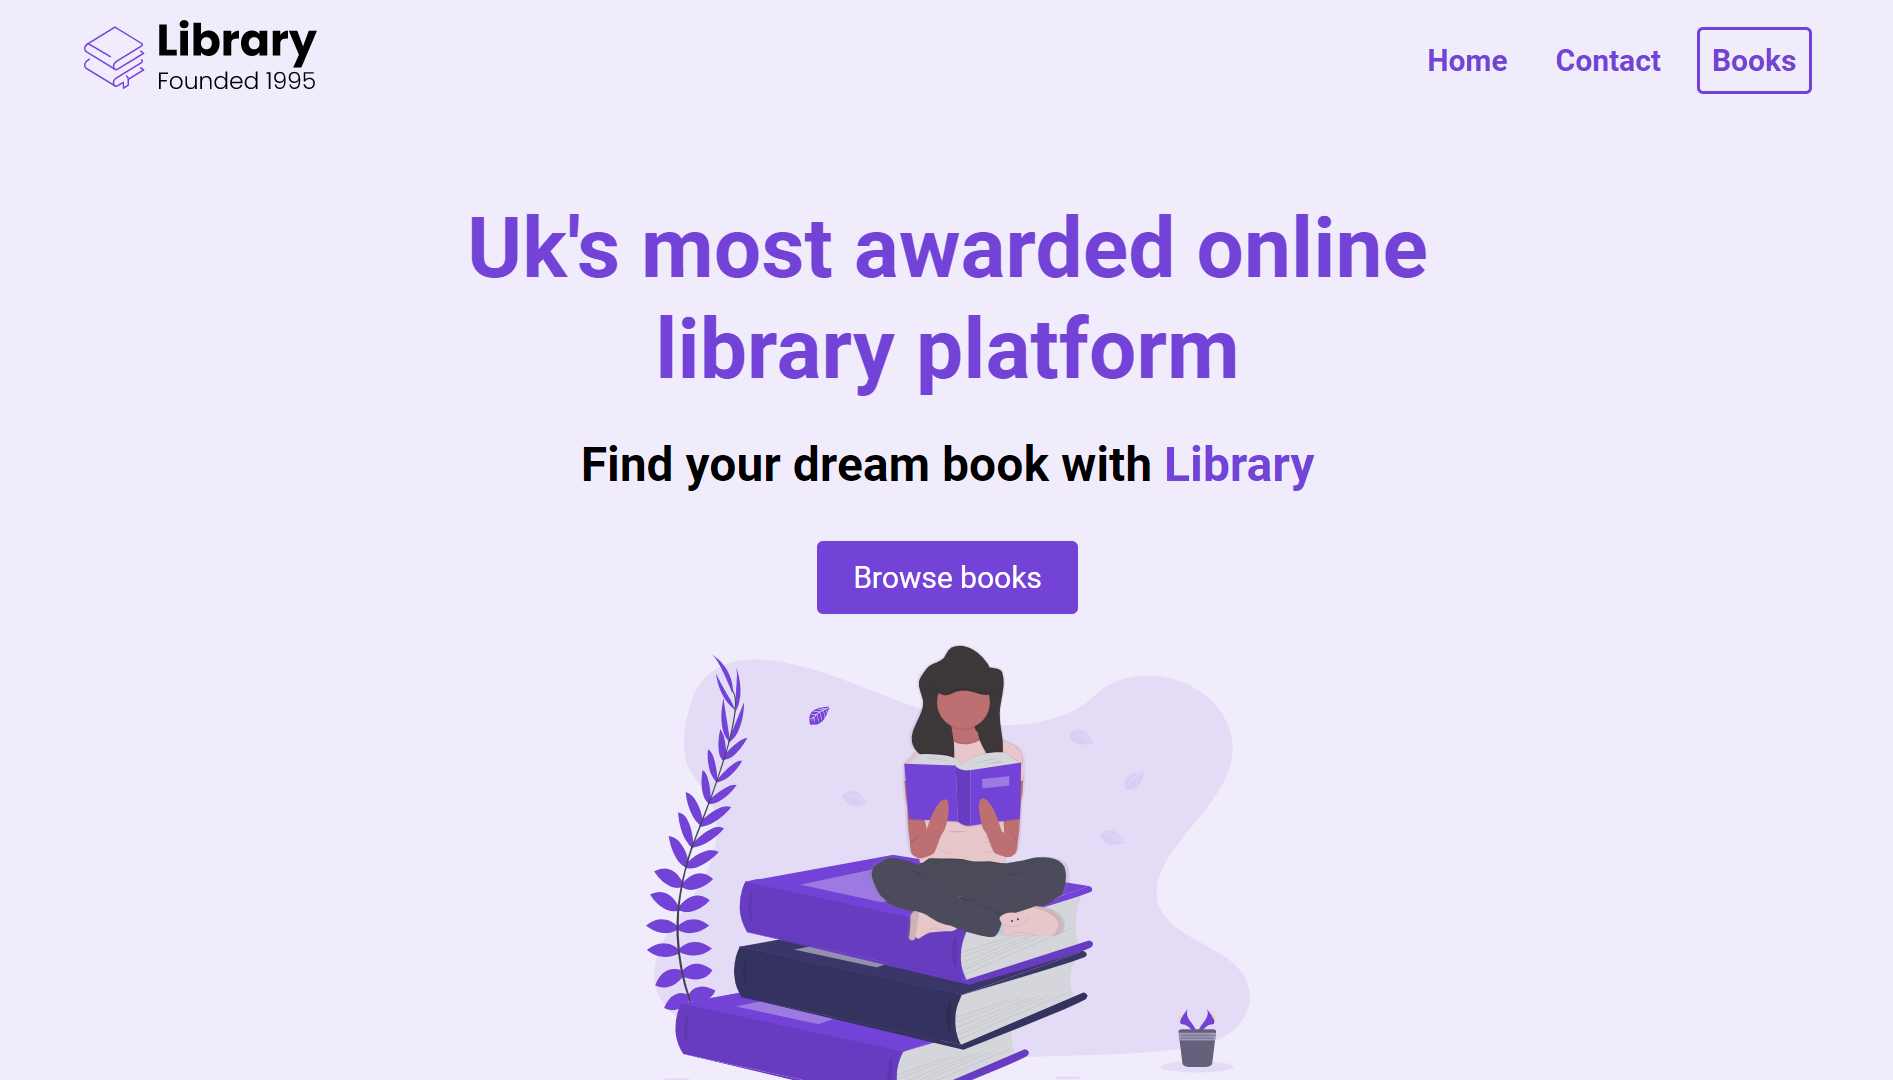 Library
Founded 1995
Home
Contact
Books
Uk's most awarded online
library platform
Find your dream book with Library
Browse books